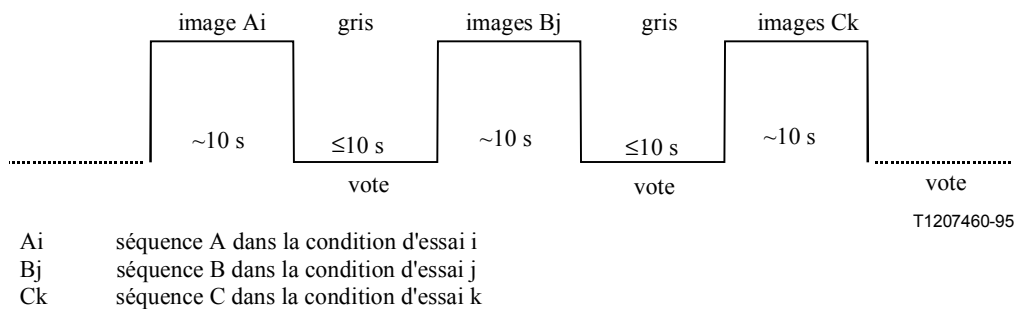 image Ai gris images Bj gris images Ck
~10 s ≤10 s ~10 s ≤10 s ~10 s
vote vote vote
T1207460-95
Ai séquence A dans la condition d'essai i
Bj séquence B dans la condition d'essai j
Ck séquence C dans la condition d'essai k